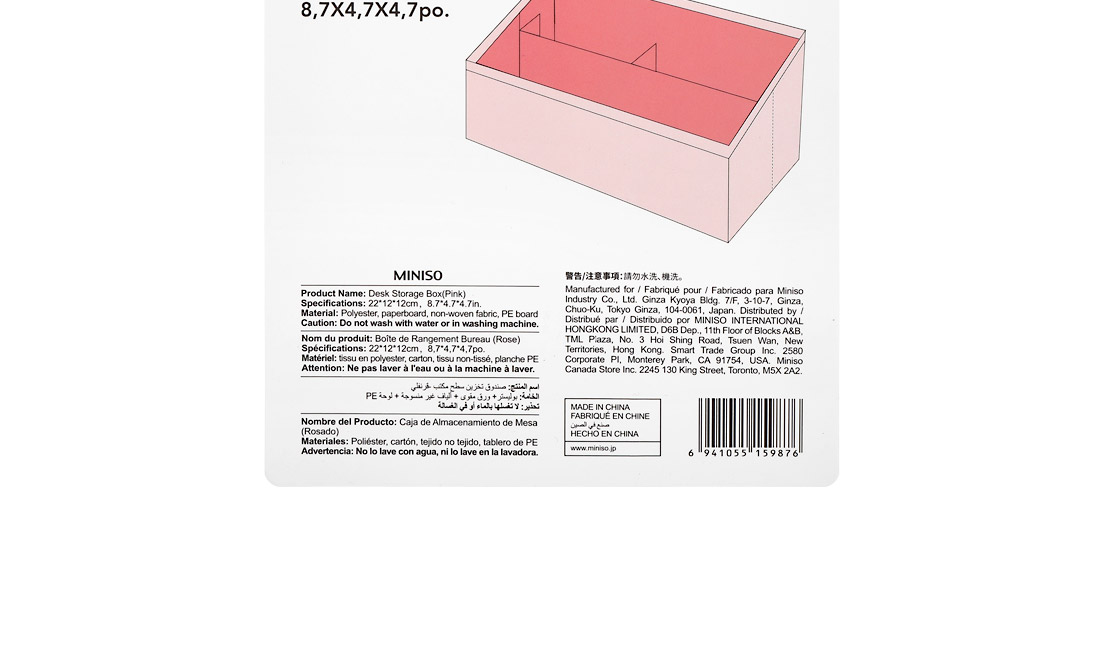 8,7X4,7X4,7po.
MINISO
Product Name: Desk Storage Box(Pink)
Specifications: 22*12*12cm,  8.7*4.7*4.7in.
Material: Polyester, paperboard, non-woven fabric, PE board
Caution: Do not wash with water or in washing machine.
Nom du produit: Boîte de Rangement Bureau (Rose)
Spécifications: 22*12*12cm,  8,7*4,7*4,7po.
Matériel: tissu en polyester, carton, tissu non-tissé, planche PE
Attention: Ne pas laver à l'eau ou à la machine à laver.
اسم المنتج: صندوق تخزين سطح مكتب -قرنفلي
الخامة: بوليستر+ ورق مقوى + ألياف غير منسوجة + لوحة PE
تحذير: لا تغسلها بالماء أو في الغسالة
Nombre del Producto: Caja de Almacenamiento de Mesa
(Rosado)
Materiales: Poliéster, cartón, tejido no tejido, tablero de PE
Advertencia: No lo lave con agua, ni lo lave en la lavadora.
警告/注意事項:請勿水洗、機洗。
Manufactured for / Fabriqué pour / Fabricado para Miniso
Industry Co., Ltd. Ginza Kyoya Bldg. 7/F, 3-10-7, Ginza,
Chuo-Ku, Tokyo Ginza, 104-0061, Japan. Distributed by /
Distribué par / Distribuido por MINISO INTERNATIONAL
HONGKONG LIMITED, D6B Dep., 11th Floor of Blocks A&B,
TML Plaza, No. 3 Hoi Shing Road, Tsuen Wan, New
Territories, Hong Kong. Smart Trade Group Inc. 2580
Corporate Pl, Monterey Park, CA 91754, USA, Miniso
Canada Store Inc. 2245 130 King Street, Toronto, M5X 2A2.
MADE IN CHINA
FABRIQUÉ EN CHINE
صنع في الصين
HECHO EN CHINA
www.miniso.jp
6 941055 159876